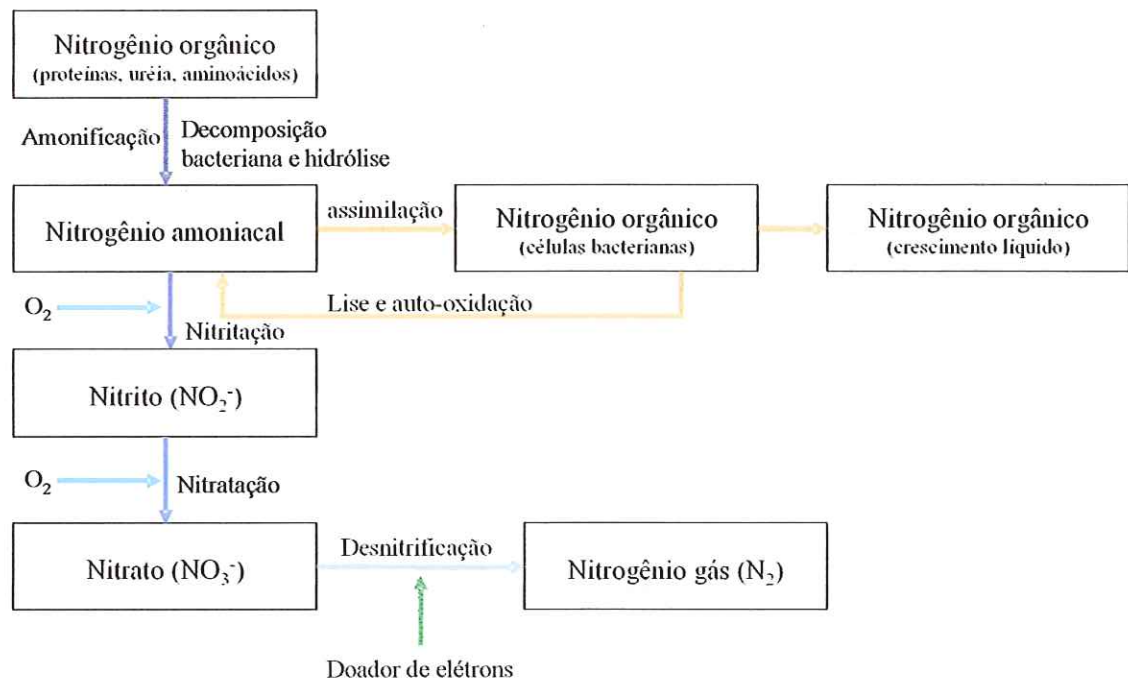 Nitrogênio orgânico
(proteínas, uréia, aminoácidos)
Amonificação
Decomposição
bacteriana e hidrólise
Nitrogênio amoniacal
assimilação
Nitrogênio orgânico
(células bacterianas)
Nitrogênio orgânico
(crescimento líquido)
Lise e auto-oxidação
O₂
Nitritação
Nitrito (NO₂⁻)
O₂
Nitratação
Nitrato (NO₃⁻)
Desnitrificação
Nitrogênio gás (N₂)
Doador de elétrons